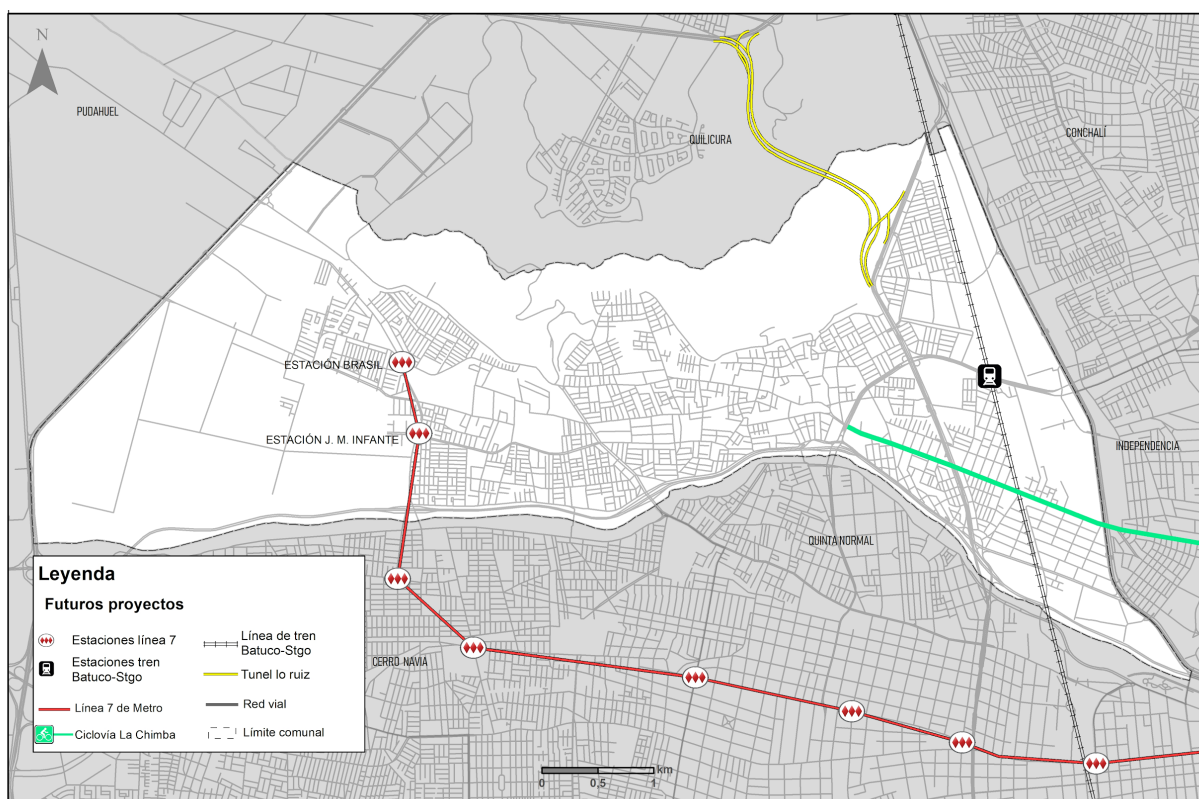 N
PUDAHUEL
QUILICURA
CONCHALÍ
ESTACIÓN BRASIL
ESTACIÓN J. M. INFANTE
INDEPENDENCIA
QUINTA NORMAL
CERRO NAVIA
Leyenda
Futuros proyectos
Estaciones línea 7
Línea de tren
Batuco-Stgo
Estaciones tren
Batuco-Stgo
Tunel lo ruiz
Línea 7 de Metro
Red vial
Ciclovía La Chimba
Límite comunal
km
0 0,5 1